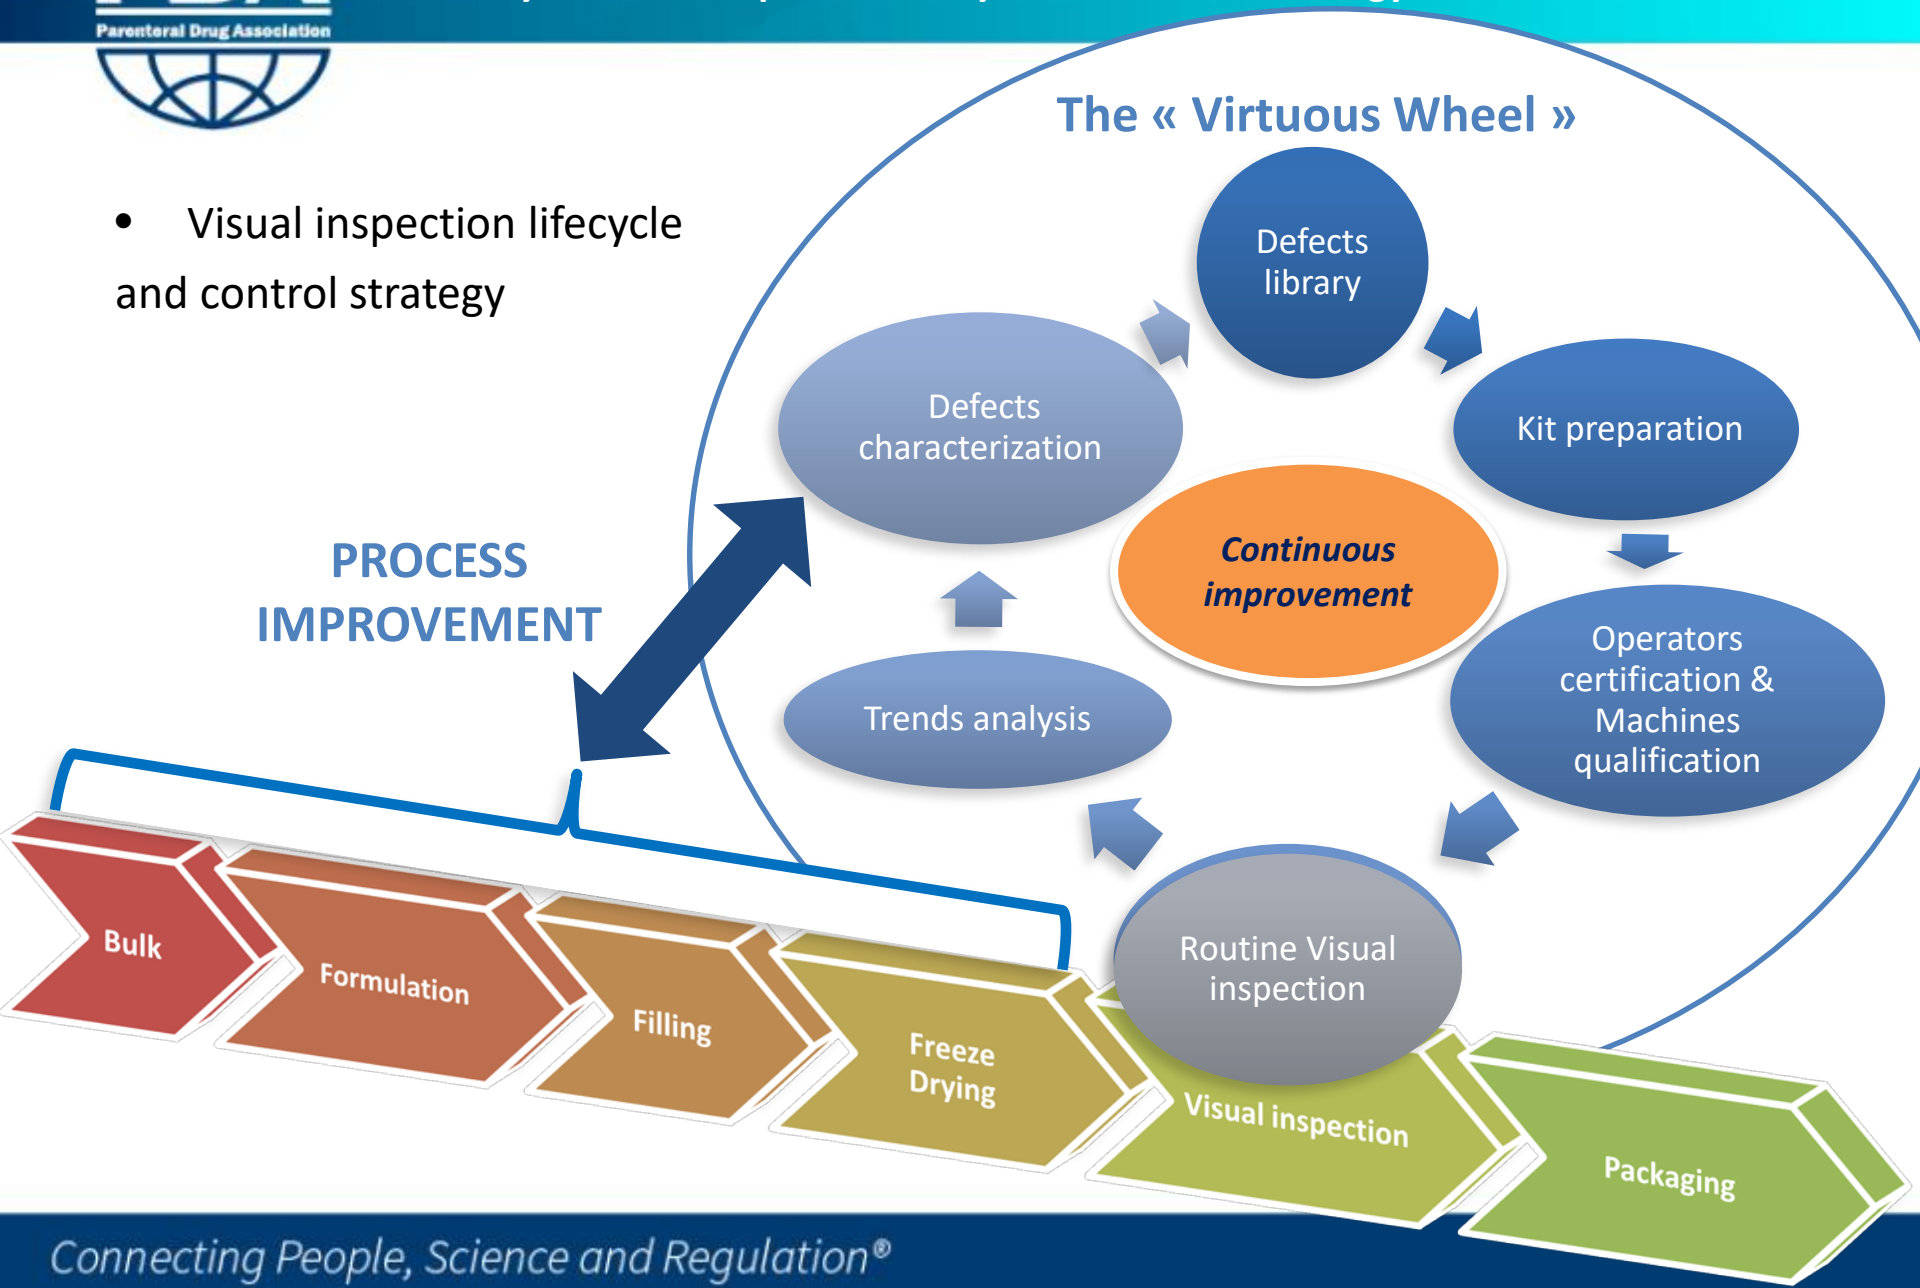 Parenteral Drug Association
The « Virtuous Wheel »
• Visual inspection lifecycle
and control strategy
Defects
library
Defects
characterization
Kit preparation
Continuous
improvement
PROCESS
IMPROVEMENT
Operators
certification &
Machines
qualification
Trends analysis
Routine Visual
inspection
Bulk
Formulation
Filling
Freeze
Drying
Visual inspection
Packaging
Connecting People, Science and Regulation®